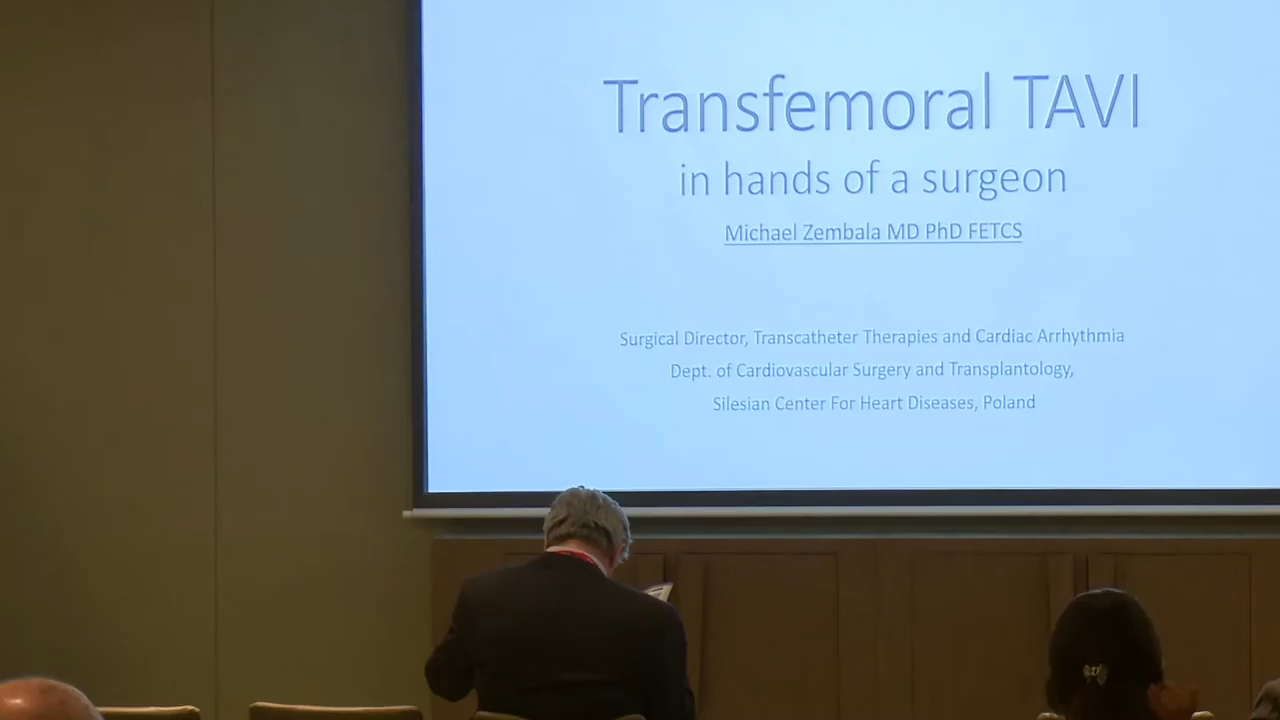 Transfemoral TAVI
in hands of a surgeon
Michael Zembala MD PhD FETCS
Surgical Director, Transcatheter Therapies and Cardiac Arrhythmia
Dept. of Cardiovascular Surgery and Transplantology,
Silesian Center For Heart Diseases, Poland